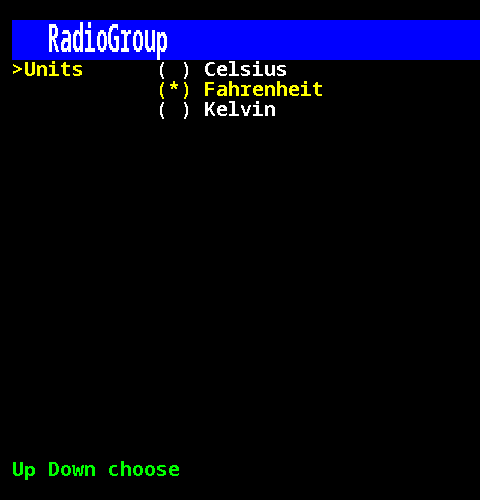 RadioGroup
>Units ( ) Celsius
(*) Fahrenheit
( ) Kelvin
Up Down choose